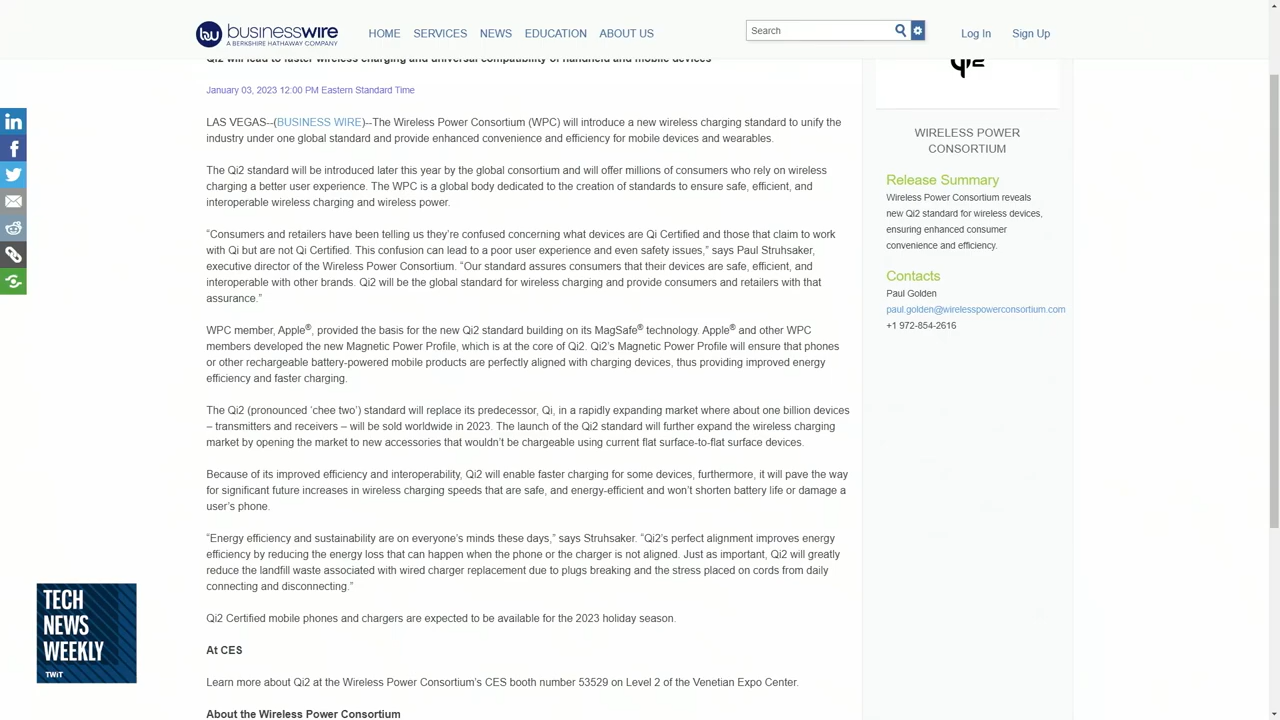 businesswire
A BERKSHIRE HATHAWAY COMPANY
HOME SERVICES NEWS EDUCATION ABOUT US
Search
Log In Sign Up
Qi2 will lead to faster wireless charging and universal compatibility of handheld and mobile devices
January 03, 2023 12:00 PM Eastern Standard Time
LAS VEGAS--(BUSINESS WIRE)--The Wireless Power Consortium (WPC) will introduce a new wireless charging standard to unify the
industry under one global standard and provide enhanced convenience and efficiency for mobile devices and wearables.
The Qi2 standard will be introduced later this year by the global consortium and will offer millions of consumers who rely on wireless
charging a better user experience. The WPC is a global body dedicated to the creation of standards to ensure safe, efficient, and
interoperable wireless charging and wireless power.
“Consumers and retailers have been telling us they’re confused concerning what devices are Qi Certified and those that claim to work
with Qi but are not Qi Certified. This confusion can lead to a poor user experience and even safety issues,” says Paul Struhsaker,
executive director of the Wireless Power Consortium. “Our standard assures consumers that their devices are safe, efficient, and
interoperable with other brands. Qi2 will be the global standard for wireless charging and provide consumers and retailers with that
assurance.”
WPC member, Apple®, provided the basis for the new Qi2 standard building on its MagSafe® technology. Apple® and other WPC
members developed the new Magnetic Power Profile, which is at the core of Qi2. Qi2’s Magnetic Power Profile will ensure that phones
or other rechargeable battery-powered mobile products are perfectly aligned with charging devices, thus providing improved energy
efficiency and faster charging.
The Qi2 (pronounced ‘chee two’) standard will replace its predecessor, Qi, in a rapidly expanding market where about one billion devices
– transmitters and receivers – will be sold worldwide in 2023. The launch of the Qi2 standard will further expand the wireless charging
market by opening the market to new accessories that wouldn’t be chargeable using current flat surface-to-flat surface devices.
Because of its improved efficiency and interoperability, Qi2 will enable faster charging for some devices, furthermore, it will pave the way
for significant future increases in wireless charging speeds that are safe, and energy-efficient and won’t shorten battery life or damage a
user’s phone.
“Energy efficiency and sustainability are on everyone’s minds these days,” says Struhsaker. “Qi2’s perfect alignment improves energy
efficiency by reducing the energy loss that can happen when the phone or the charger is not aligned. Just as important, Qi2 will greatly
reduce the landfill waste associated with wired charger replacement due to plugs breaking and the stress placed on cords from daily
connecting and disconnecting.”
Qi2 Certified mobile phones and chargers are expected to be available for the 2023 holiday season.
At CES
Learn more about Qi2 at the Wireless Power Consortium’s CES booth number 53529 on Level 2 of the Venetian Expo Center.
About the Wireless Power Consortium
Qi2
WIRELESS POWER
CONSORTIUM
Release Summary
Wireless Power Consortium reveals
new Qi2 standard for wireless devices,
ensuring enhanced consumer
convenience and efficiency.
Contacts
Paul Golden
paul.golden@wirelesspowerconsortium.com
+1 972-854-2616
TECH
NEWS
WEEKLY
TWiT